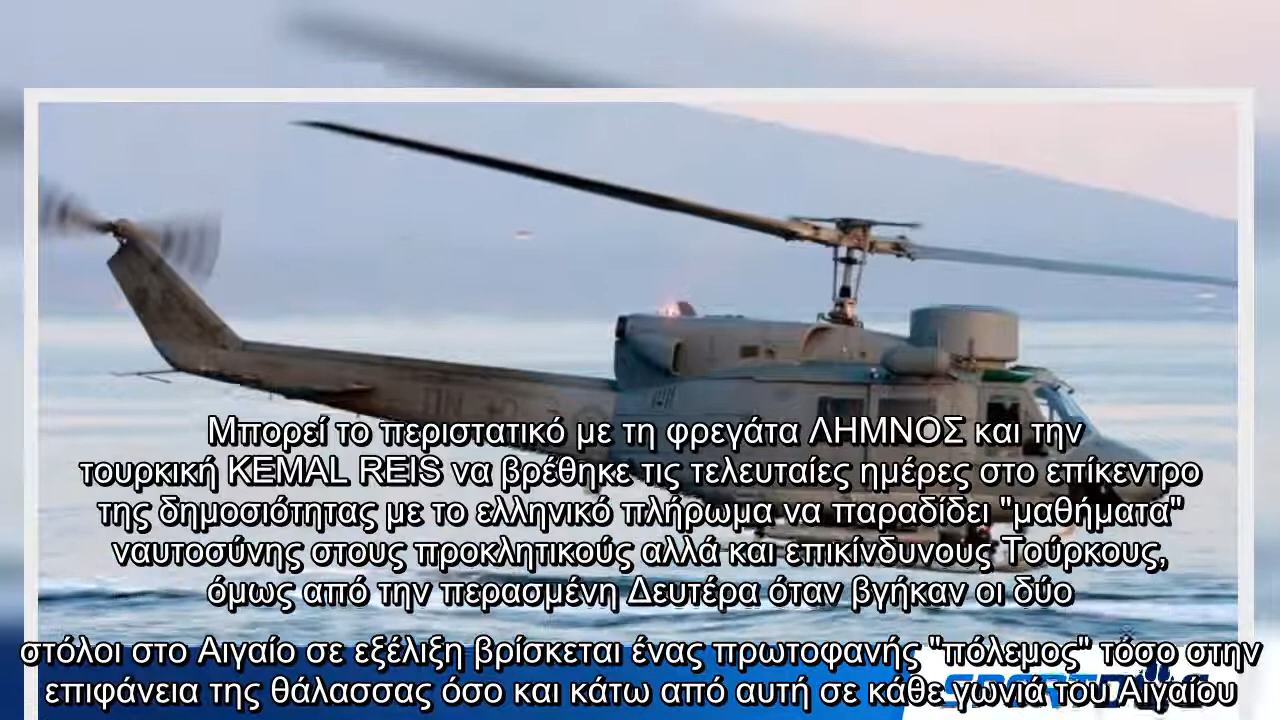 ΠΝ
Μπορεί το περιστατικό με τη φρεγάτα ΛΗΜΝΟΣ και την
τουρκική KEMAL REIS να βρέθηκε τις τελευταίες ημέρες στο επίκεντρο
της δημοσιότητας με το ελληνικό πλήρωμα να παραδίδει "μαθήματα"
ναυτοσύνης στους προκλητικούς αλλά και επικίνδυνους Τούρκους,
όμως από την περασμένη Δευτέρα όταν βγήκαν οι δύο
στόλοι στο Αιγαίο σε εξέλιξη βρίσκεται ένας πρωτοφανής "πόλεμος" τόσο στην
επιφάνεια της θάλασσας όσο και κάτω από αυτή σε κάθε γωνιά του Αιγαίου